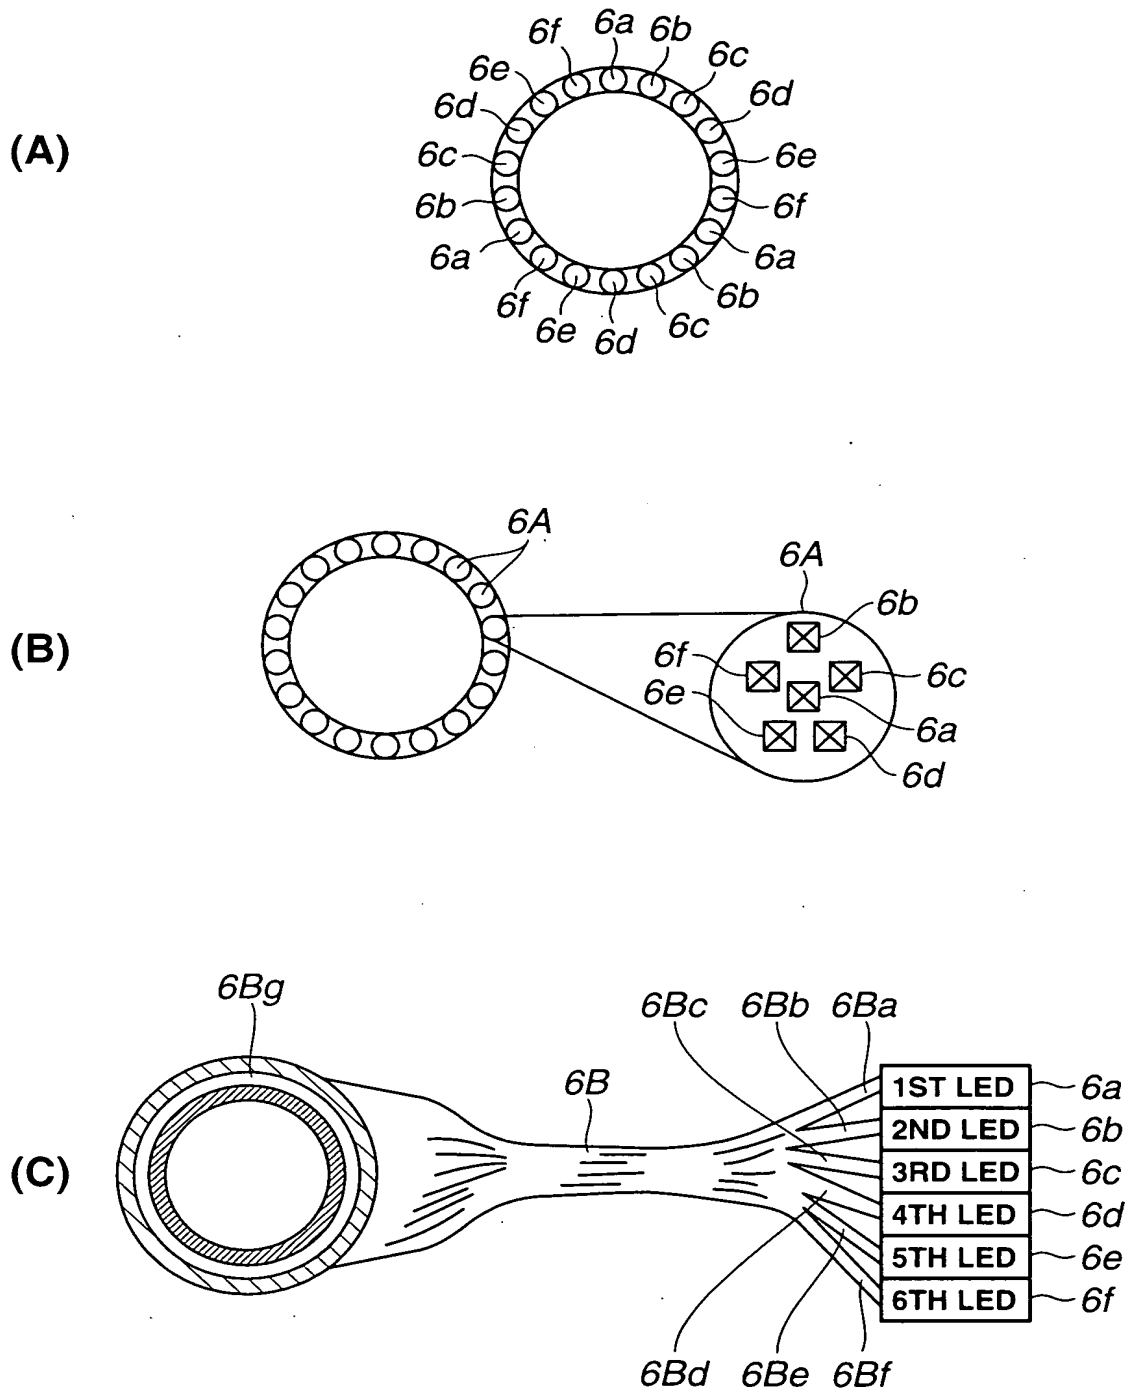 6a
6f 6b
6e 6c
6d 6d
(A)
6c 6e
6b 6f
6a 6a
6f 6b
6e 6c
6d
6A
6A
6b
(B)
6f 6c
6e
6a
6d
6Bg
6Bc 6Bb 6Ba
6B
1ST LED 6a
2ND LED 6b
(C)
3RD LED 6c
4TH LED 6d
5TH LED 6e
6TH LED 6f
6Bd 6Be 6Bf